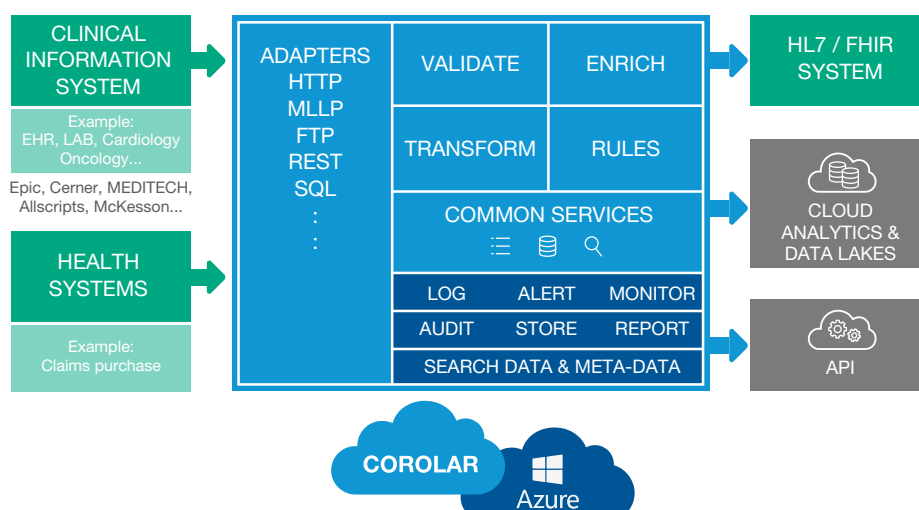 CLINICAL
INFORMATION
SYSTEM
Example:
EHR, LAB, Cardiology
Oncology...
Epic, Cerner, MEDITECH,
Allscripts, McKesson...
HEALTH
SYSTEMS
Example:
Claims purchase
ADAPTERS
HTTP
MLLP
FTP
REST
SQL
:
:
VALIDATE
ENRICH
TRANSFORM
RULES
COMMON SERVICES
LOG ALERT MONITOR
AUDIT STORE REPORT
SEARCH DATA & META-DATA
HL7 / FHIR
SYSTEM
CLOUD
ANALYTICS &
DATA LAKES
API
COROLAR
Azure